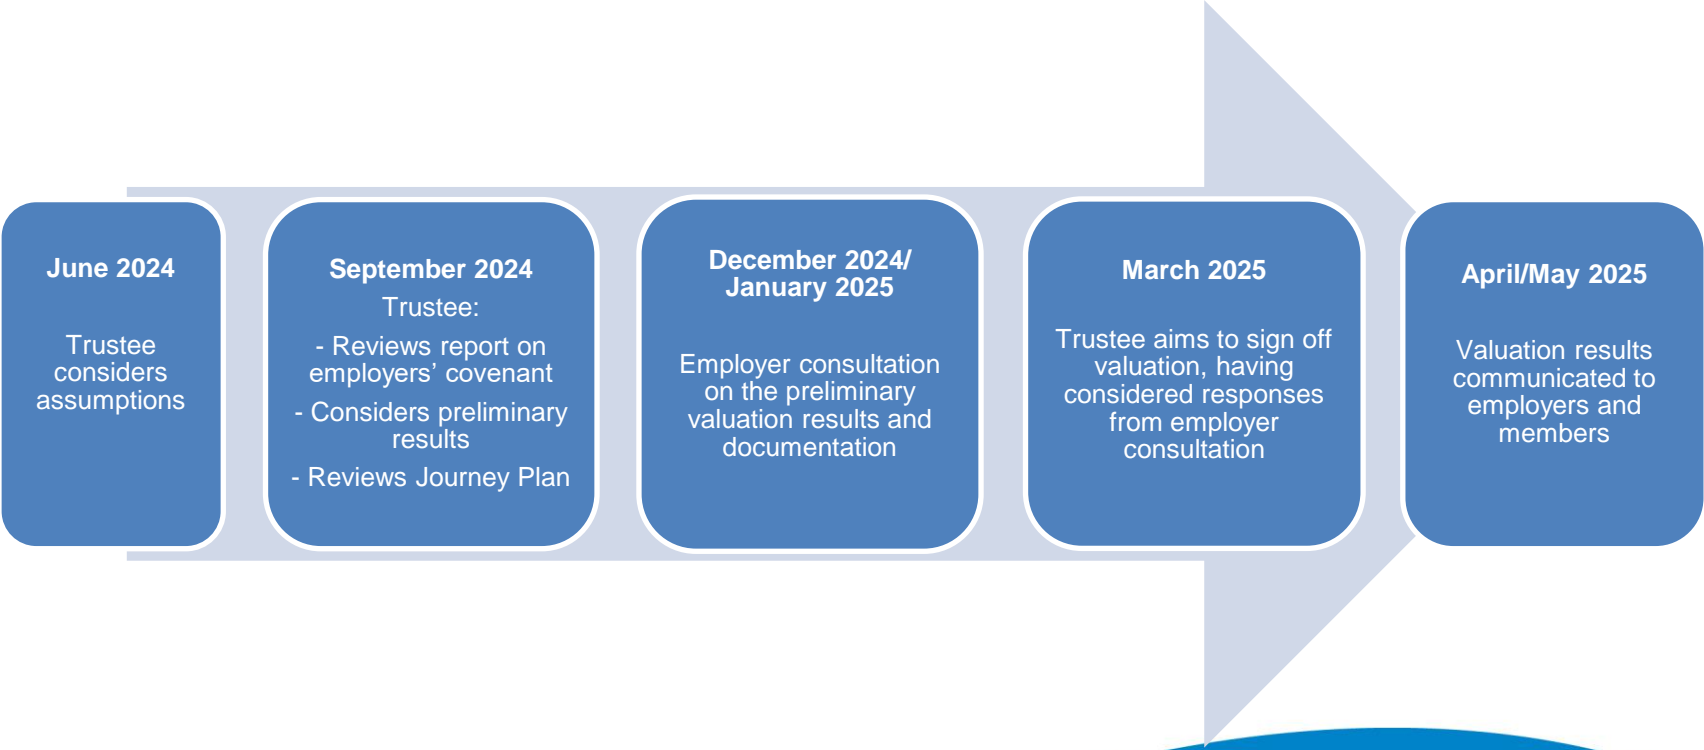 June 2024
Trustee
considers
assumptions
September 2024
Trustee:
- Reviews report on
employers’ covenant
- Considers preliminary
results
- Reviews Journey Plan
December 2024/
January 2025
Employer consultation
on the preliminary
valuation results and
documentation
March 2025
Trustee aims to sign off
valuation, having
considered responses
from employer
consultation
April/May 2025
Valuation results
communicated to
employers and
members